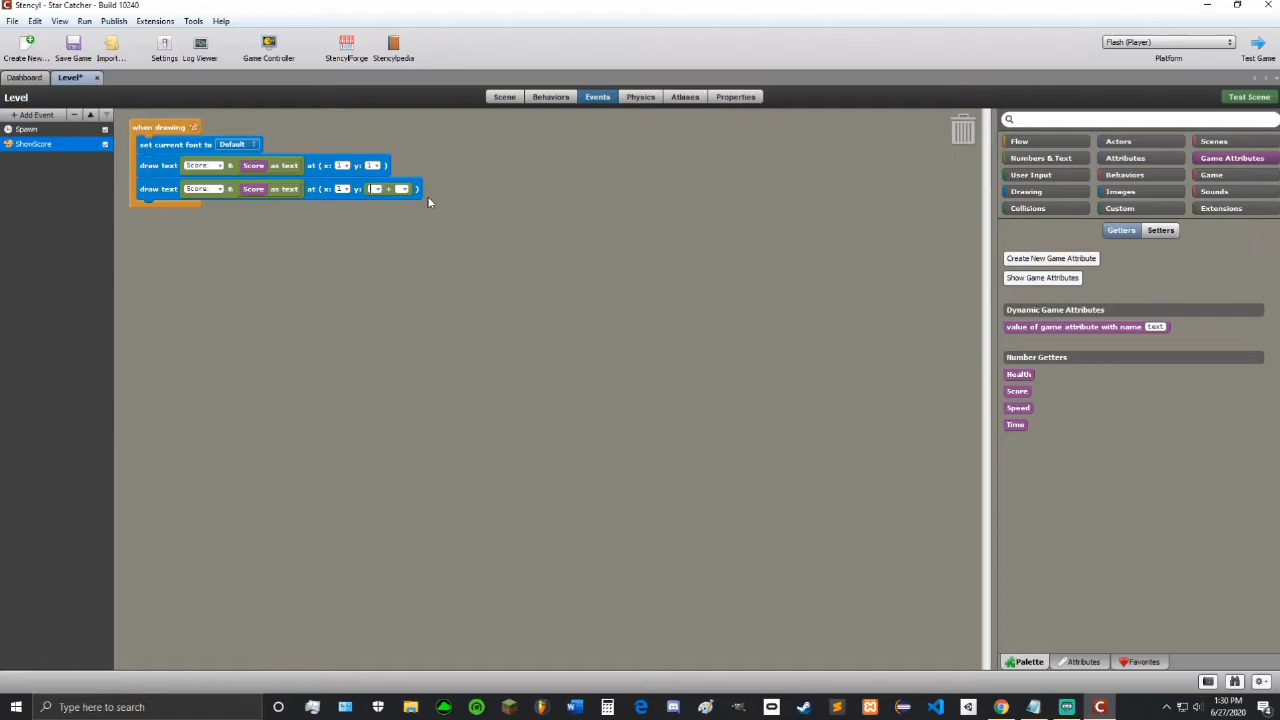 Stencyl - Star Catcher - Build 10240
File Edit View Run Publish Extensions Tools Help
Create New... Save Game Import... Settings Log Viewer Game Controller StencylForge Stencylpedia
Flash (Player)
Platform
Test Game
Dashboard Level* ×
Level
Scene Behaviors Events Physics Atlases Properties
Test Scene
+ Add Event
Spawn
ShowScore
when drawing
set current font to Default
draw text Score: & Score as text at ( x: 1 y: 1 )
draw text Score: & Score as text at ( x: 1 y: + )
Flow Actors Scenes
Numbers & Text Attributes Game Attributes
User Input Behaviors Game
Drawing Images Sounds
Collisions Custom Extensions
Getters Setters
Create New Game Attribute
Show Game Attributes
Dynamic Game Attributes
value of game attribute with name text
Number Getters
Health
Score
Speed
Time
Palette Attributes Favorites
Type here to search
1:30 PM
6/27/2020